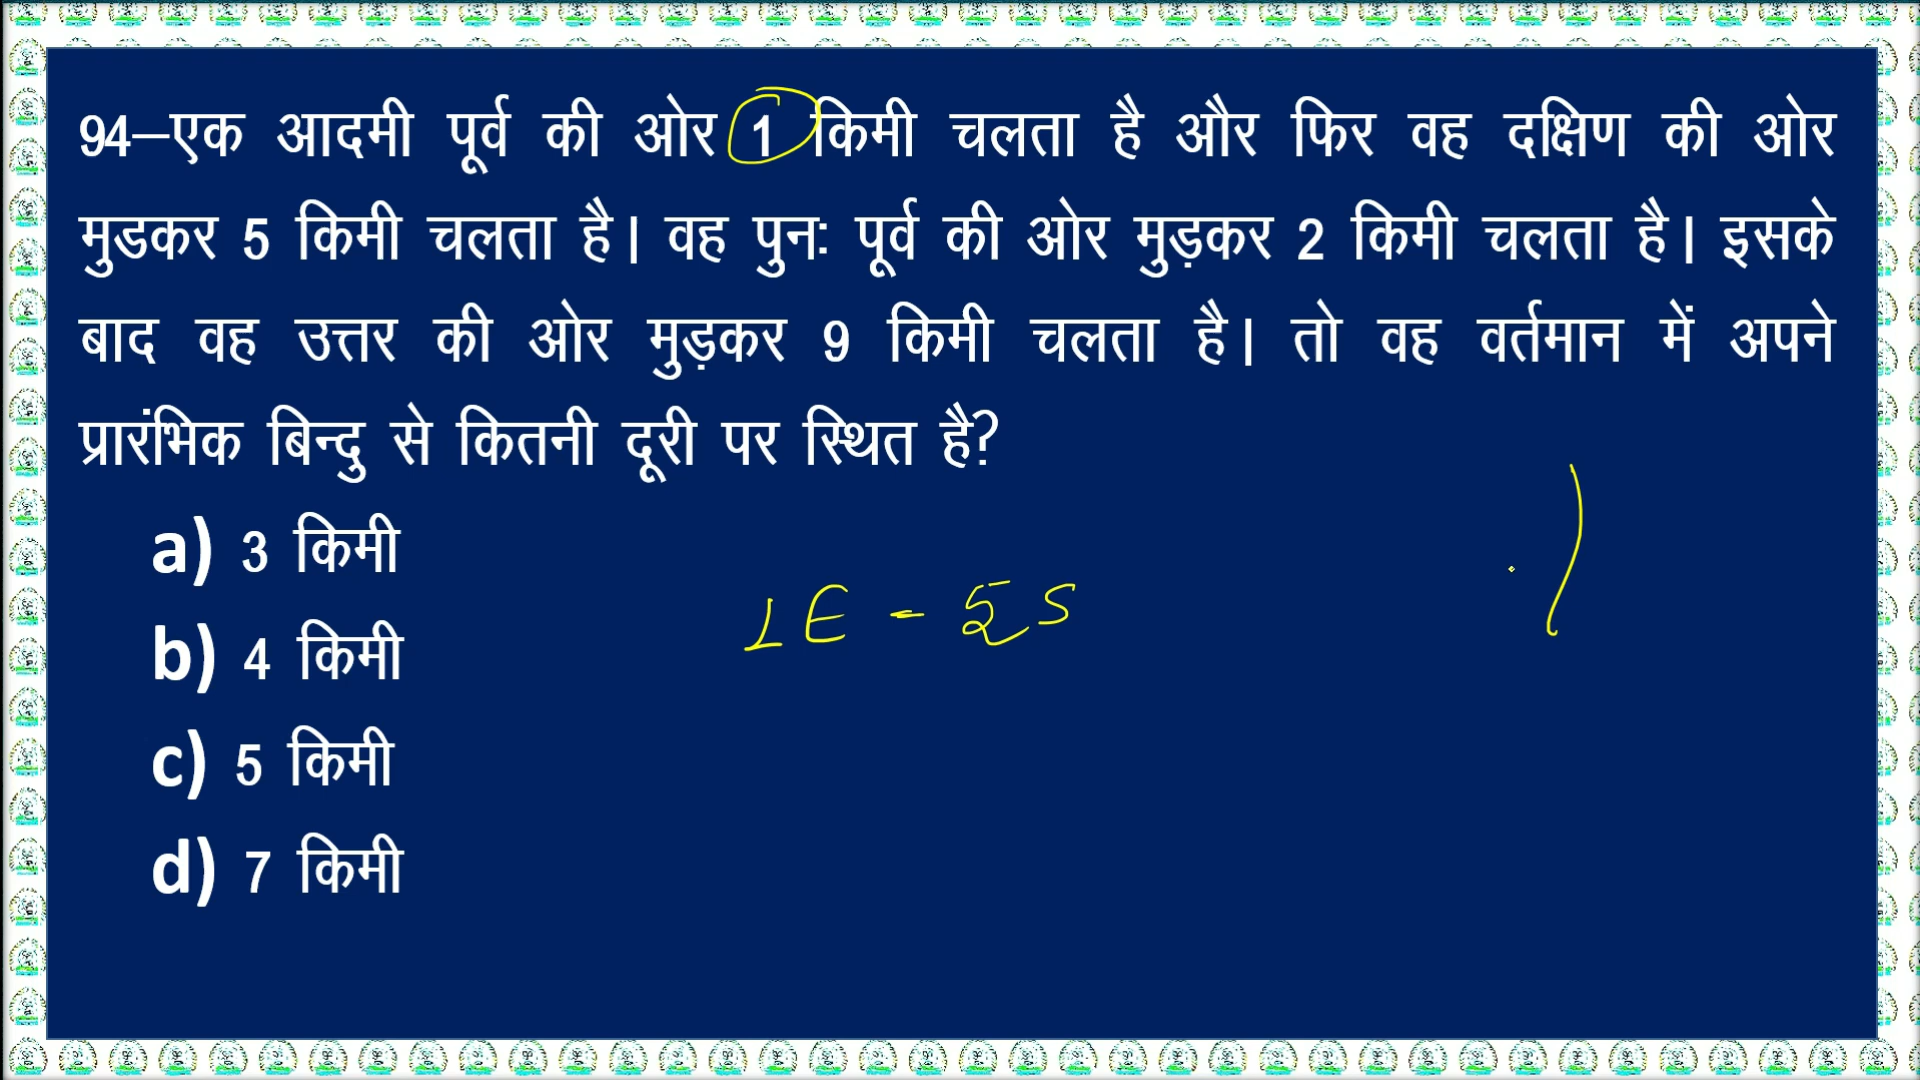 94–एक आदमी पूर्व की ओर 1 किमी चलता है और फिर वह दक्षिण की ओर
मुडकर 5 किमी चलता है। वह पुनः पूर्व की ओर मुड़कर 2 किमी चलता है। इसके
बाद वह उत्तर की ओर मुड़कर 9 किमी चलता है। तो वह वर्तमान में अपने
प्रारंभिक बिन्दु से कितनी दूरी पर स्थित है?
a) 3 किमी
1E - 5S
b) 4 किमी
c) 5 किमी
d) 7 किमी